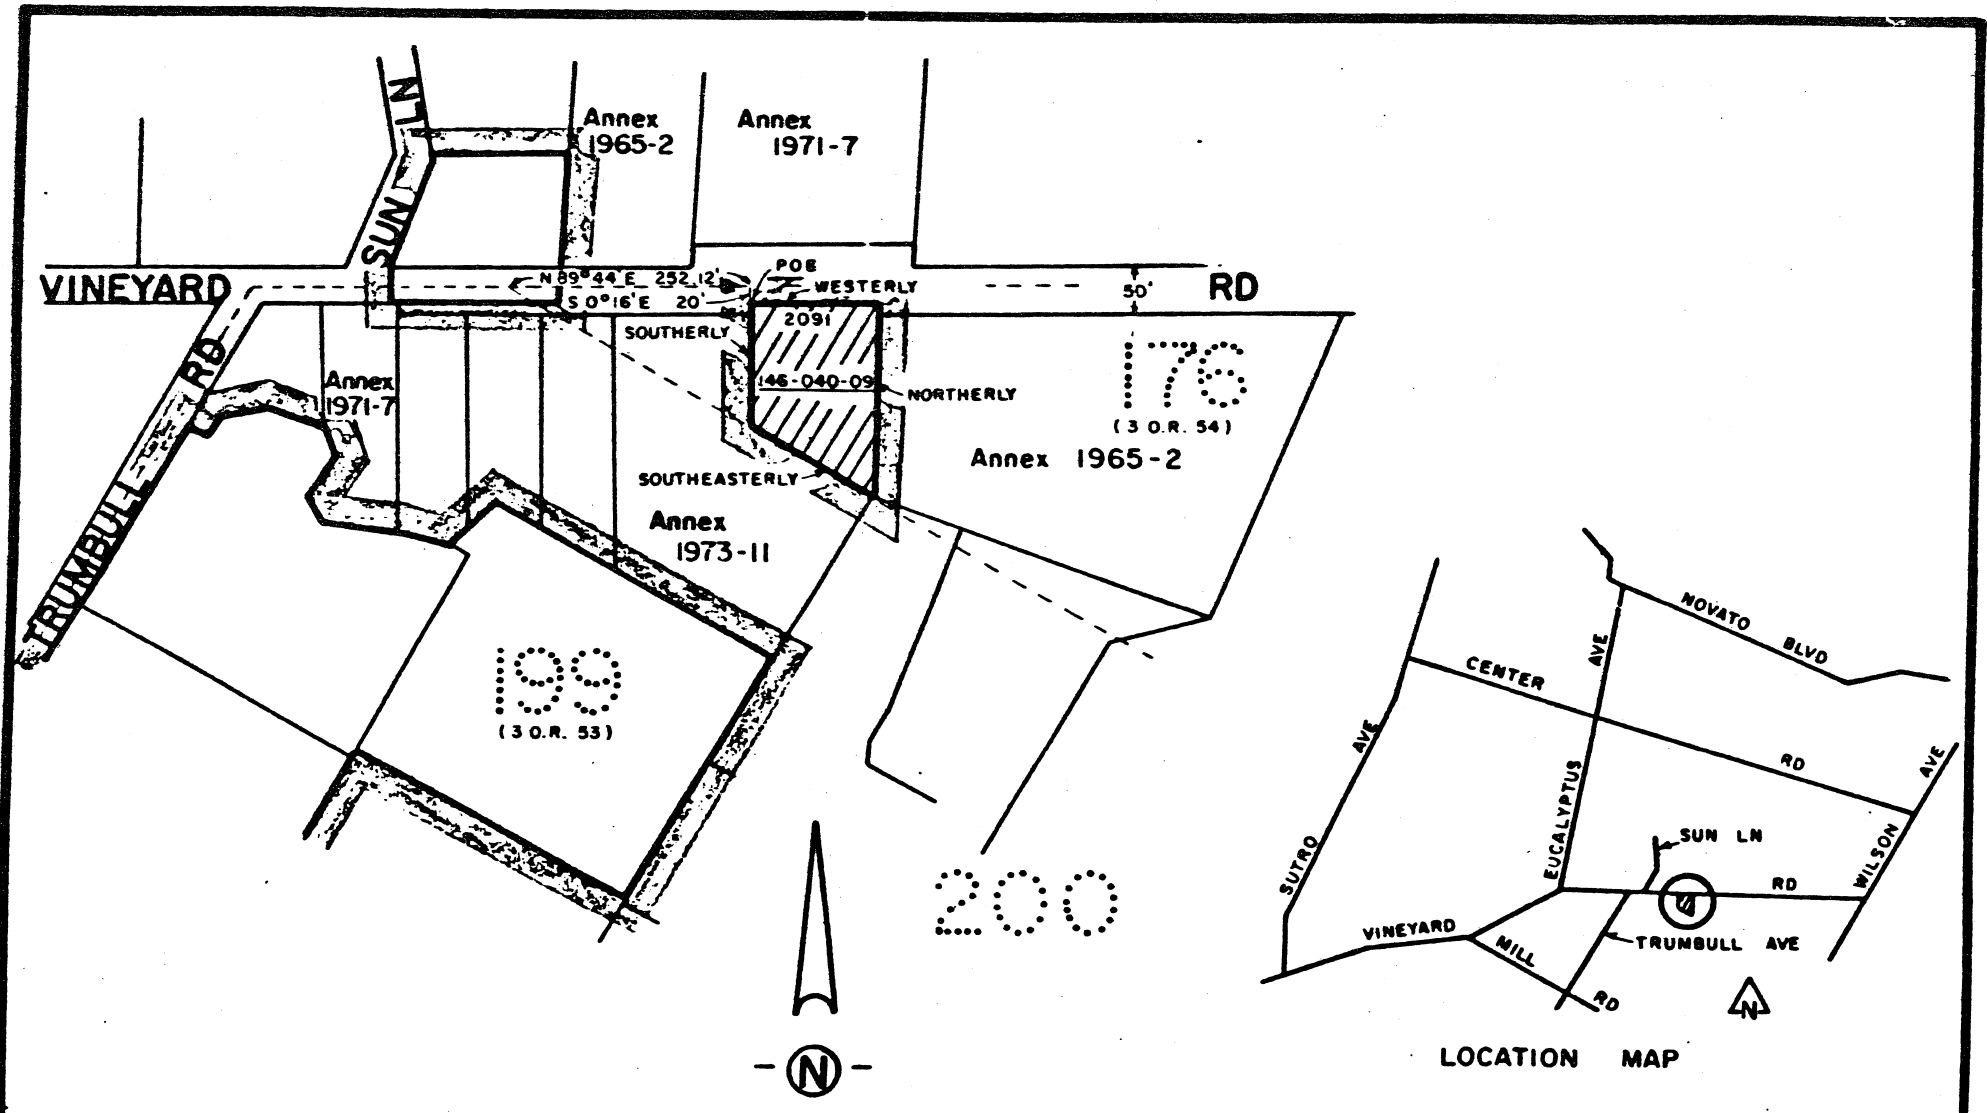 LN
Annex
1965-2
Annex
1971-7
SUN
VINEYARD
N 89°44'E 252.12'
POB
WESTERLY
S 0°16'E 20'
50'
RD
SOUTHERLY
2091
RD
Annex
1971-7
146-040-09
NORTHERLY
176
(3 O.R. 54)
Annex 1965-2
SOUTHEASTERLY
Annex
1973-11
TRUMBULL
199
(3 O.R. 53)
200
N
NOVATO BLVD
CENTER RD
EUCALYPTUS AVE
SUTRO AVE
WILSON AVE
SUN LN
VINEYARD RD
MILL RD
TRUMBULL AVE
N
LOCATION MAP